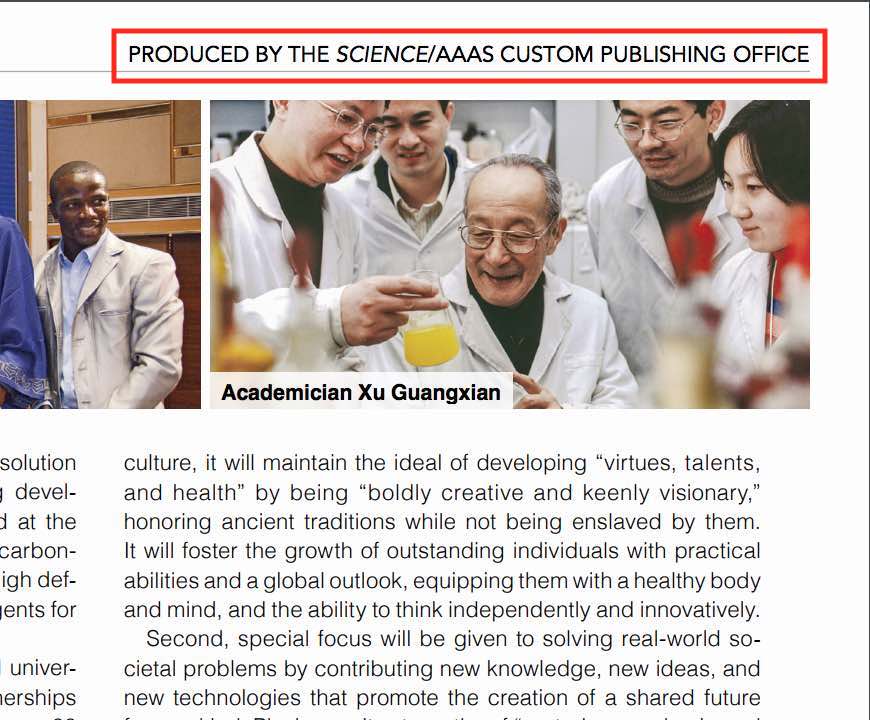 PRODUCED BY THE SCIENCE/AAAS CUSTOM PUBLISHING OFFICE
Academician Xu Guangxian
solution
devel-
d at the
carbon-
igh def-
gents for
univer-
nerships
culture, it will maintain the ideal of developing “virtues, talents,
and health” by being “boldly creative and keenly visionary,”
honoring ancient traditions while not being enslaved by them.
It will foster the growth of outstanding individuals with practical
abilities and a global outlook, equipping them with a healthy body
and mind, and the ability to think independently and innovatively.
Second, special focus will be given to solving real-world so-
cietal problems by contributing new knowledge, new ideas, and
new technologies that promote the creation of a shared future